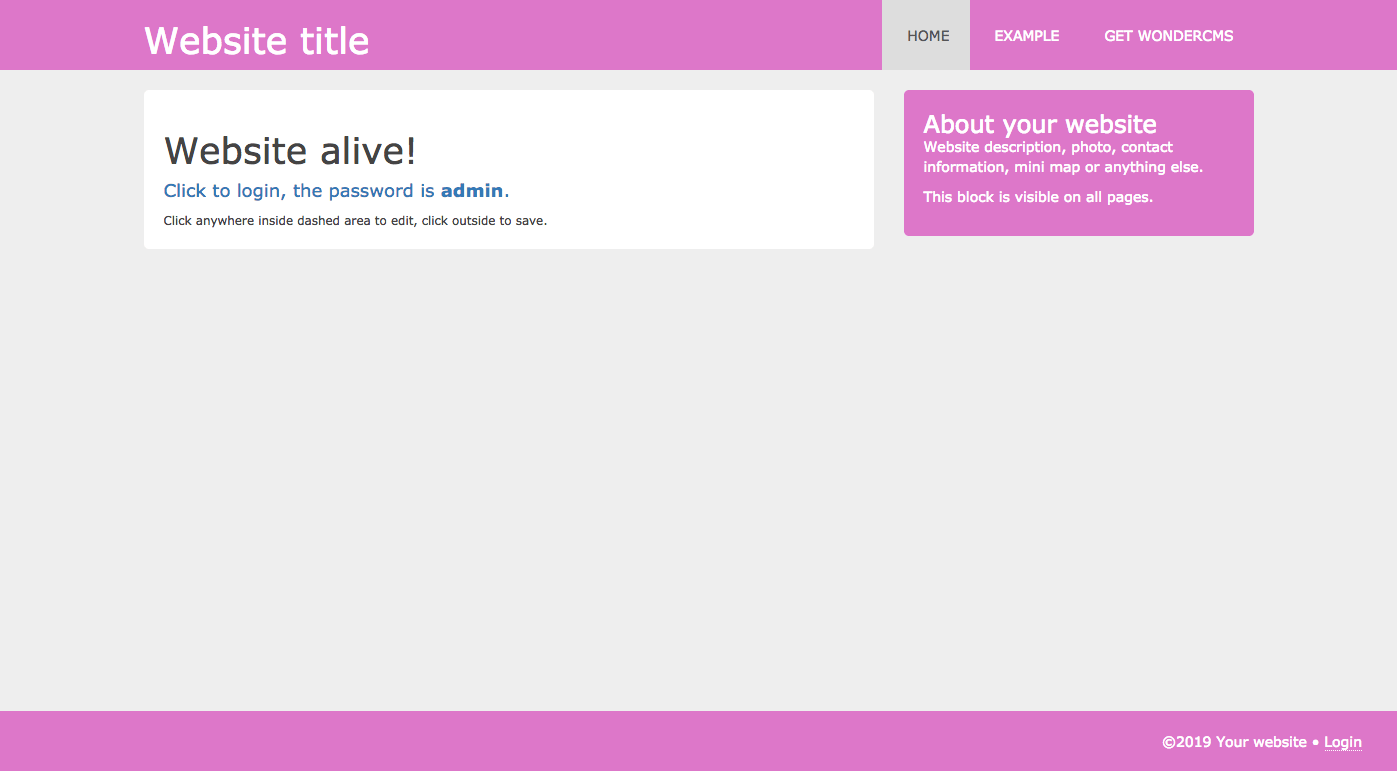 Website title
HOME EXAMPLE GET WONDERCMS
Website alive!
Click to login, the password is admin.
Click anywhere inside dashed area to edit, click outside to save.
About your website
Website description, photo, contact
information, mini map or anything else.
This block is visible on all pages.
©2019 Your website • Login